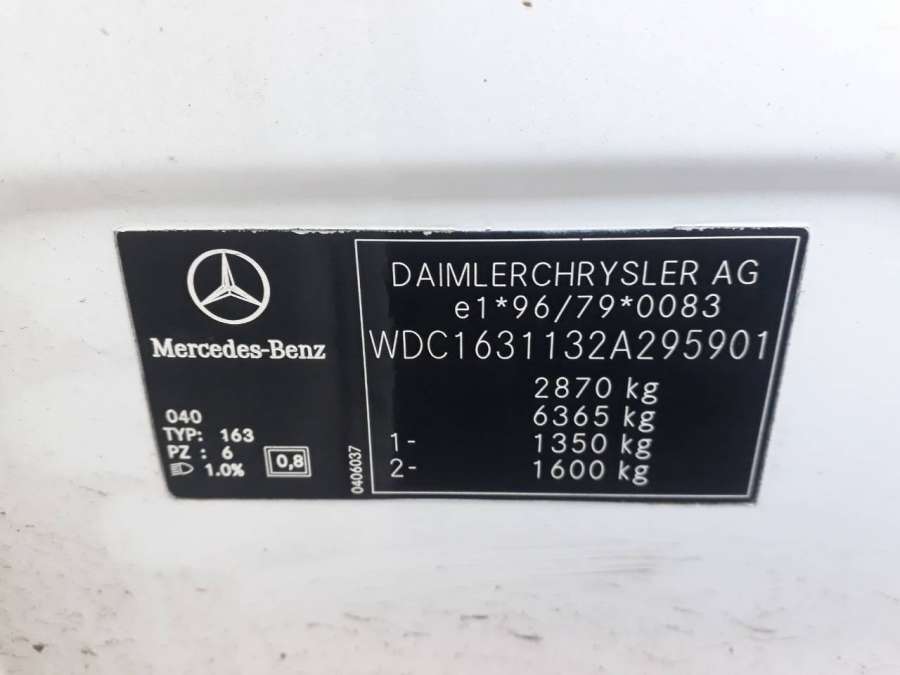 Mercedes-Benz
040
TYP: 163
PZ : 6
1.0%
0,8
0406037
DAIMLERCHRYSLER AG
e1*96/79*0083
WDC1631132A295901
2870 kg
6365 kg
1- 1350 kg
2- 1600 kg